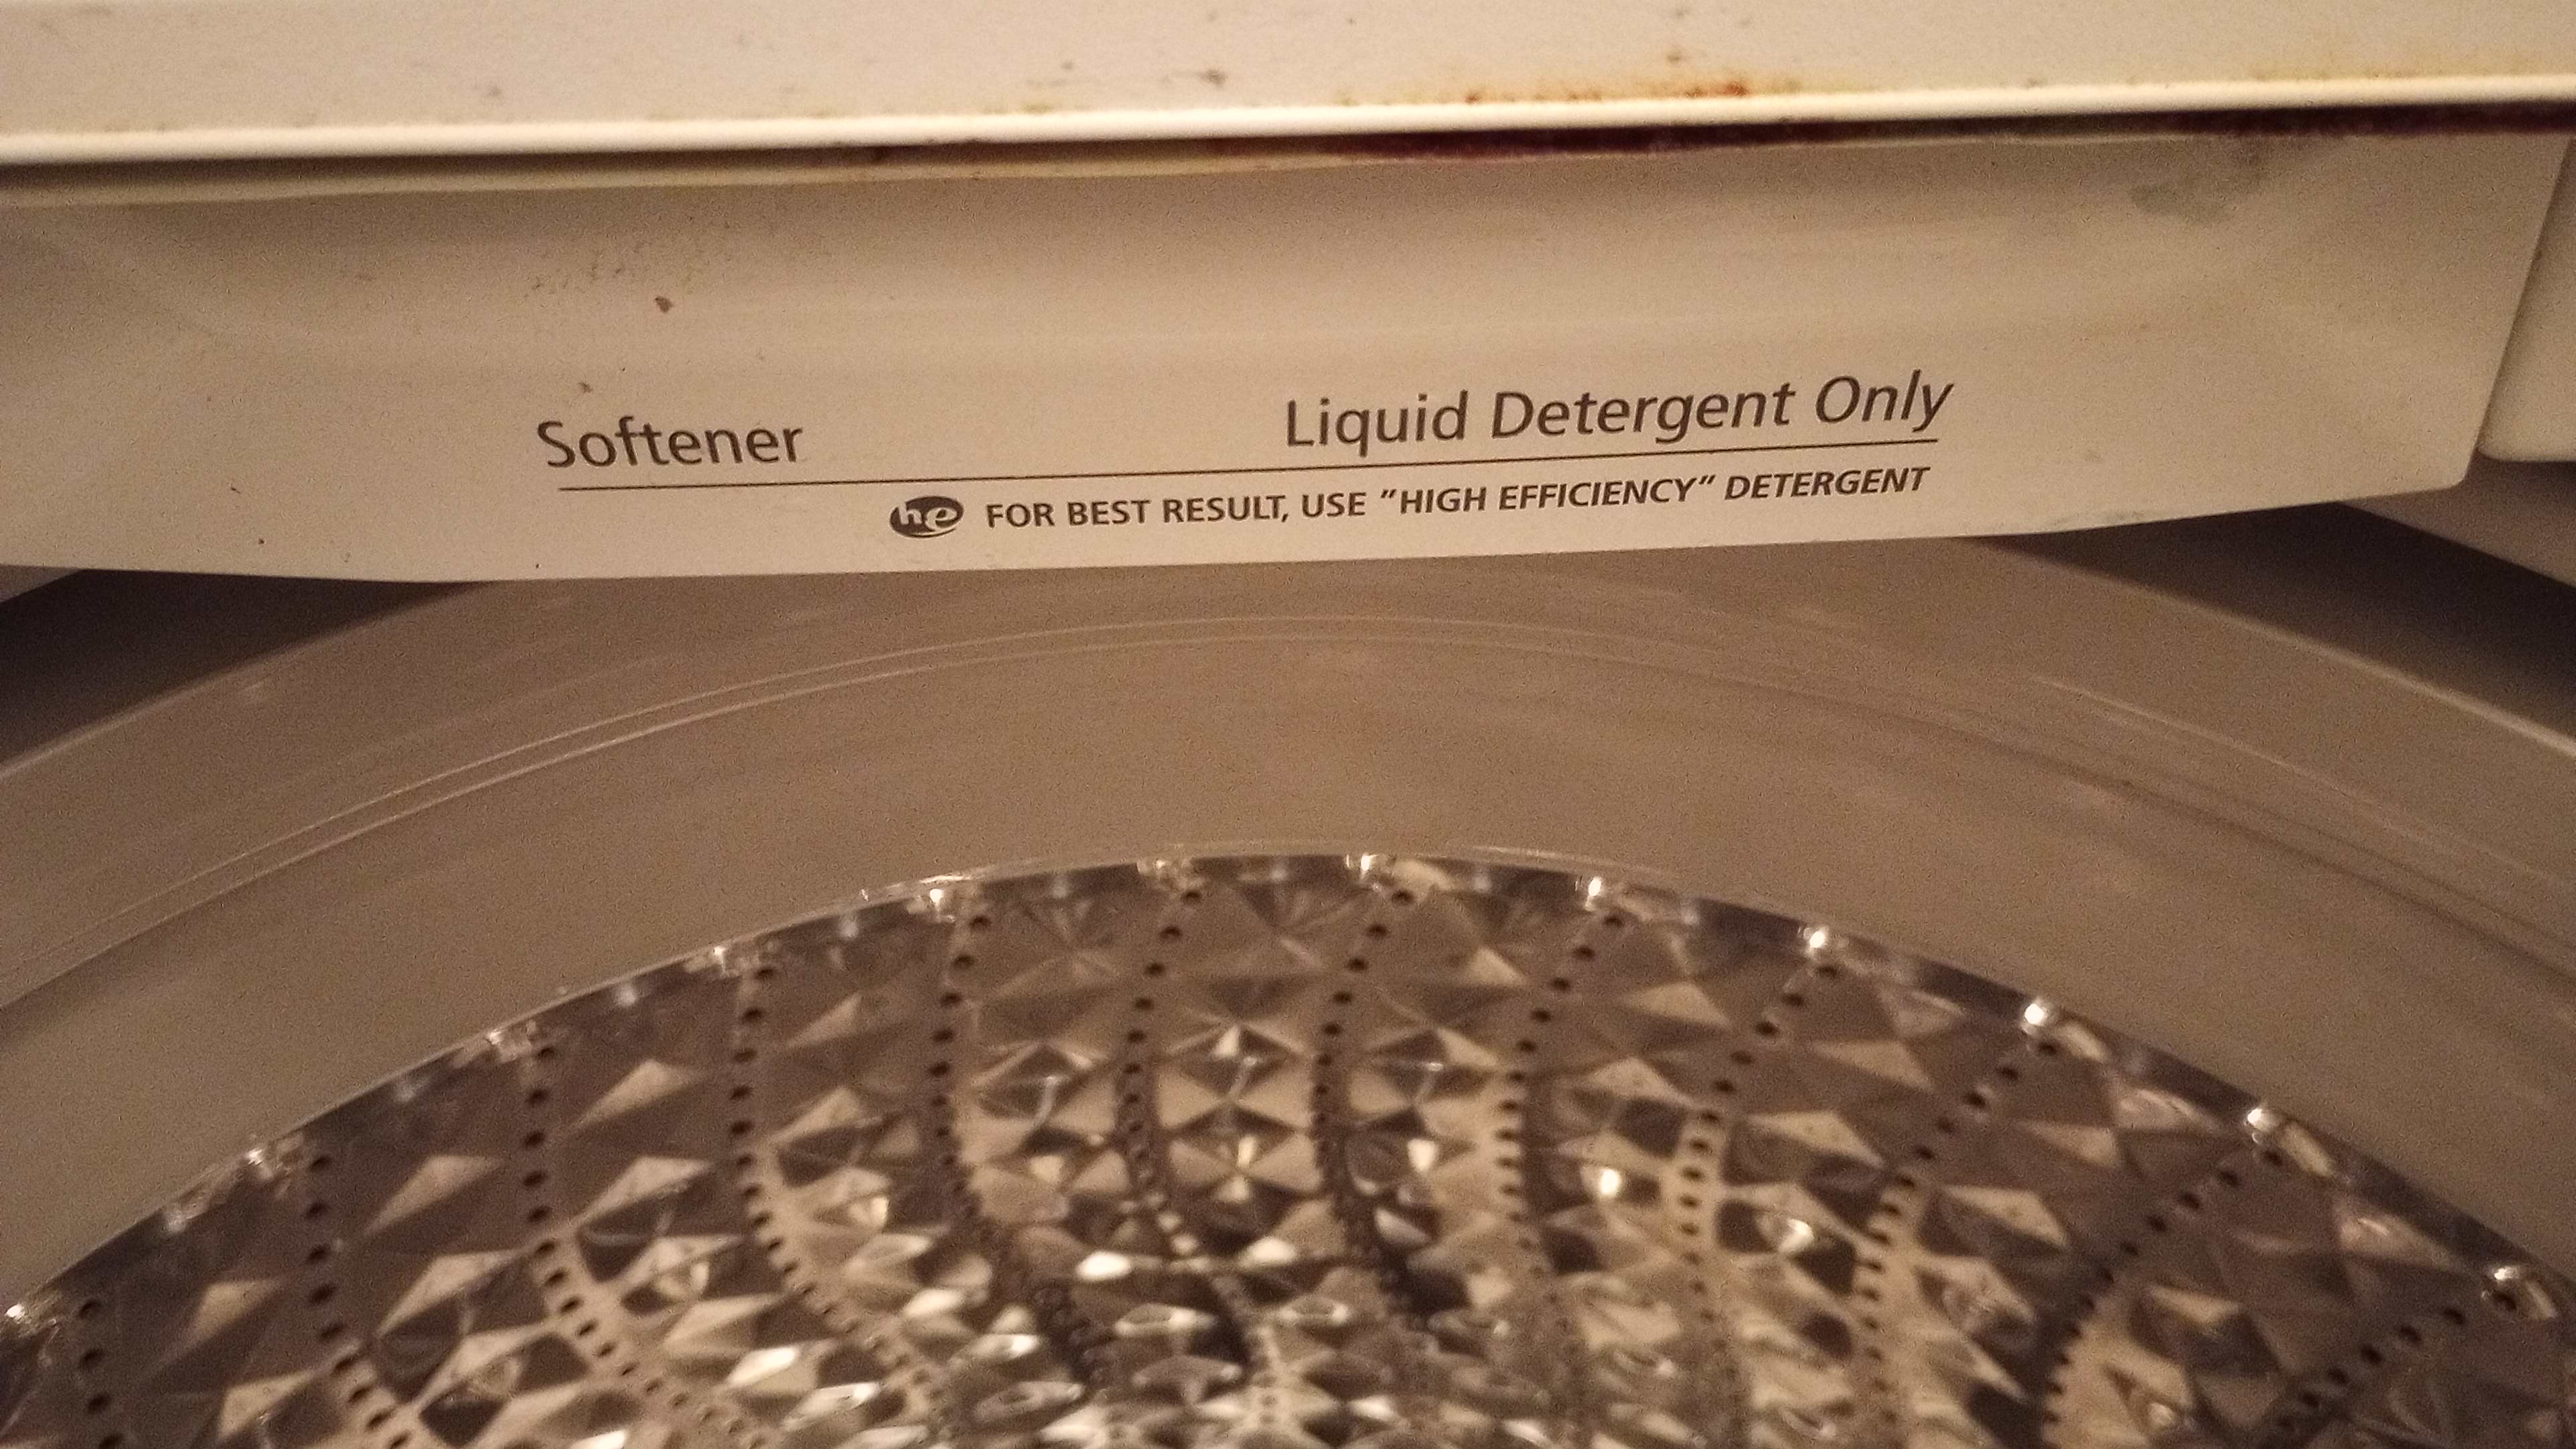 Softener Liquid Detergent Only
he FOR BEST RESULT, USE "HIGH EFFICIENCY" DETERGENT